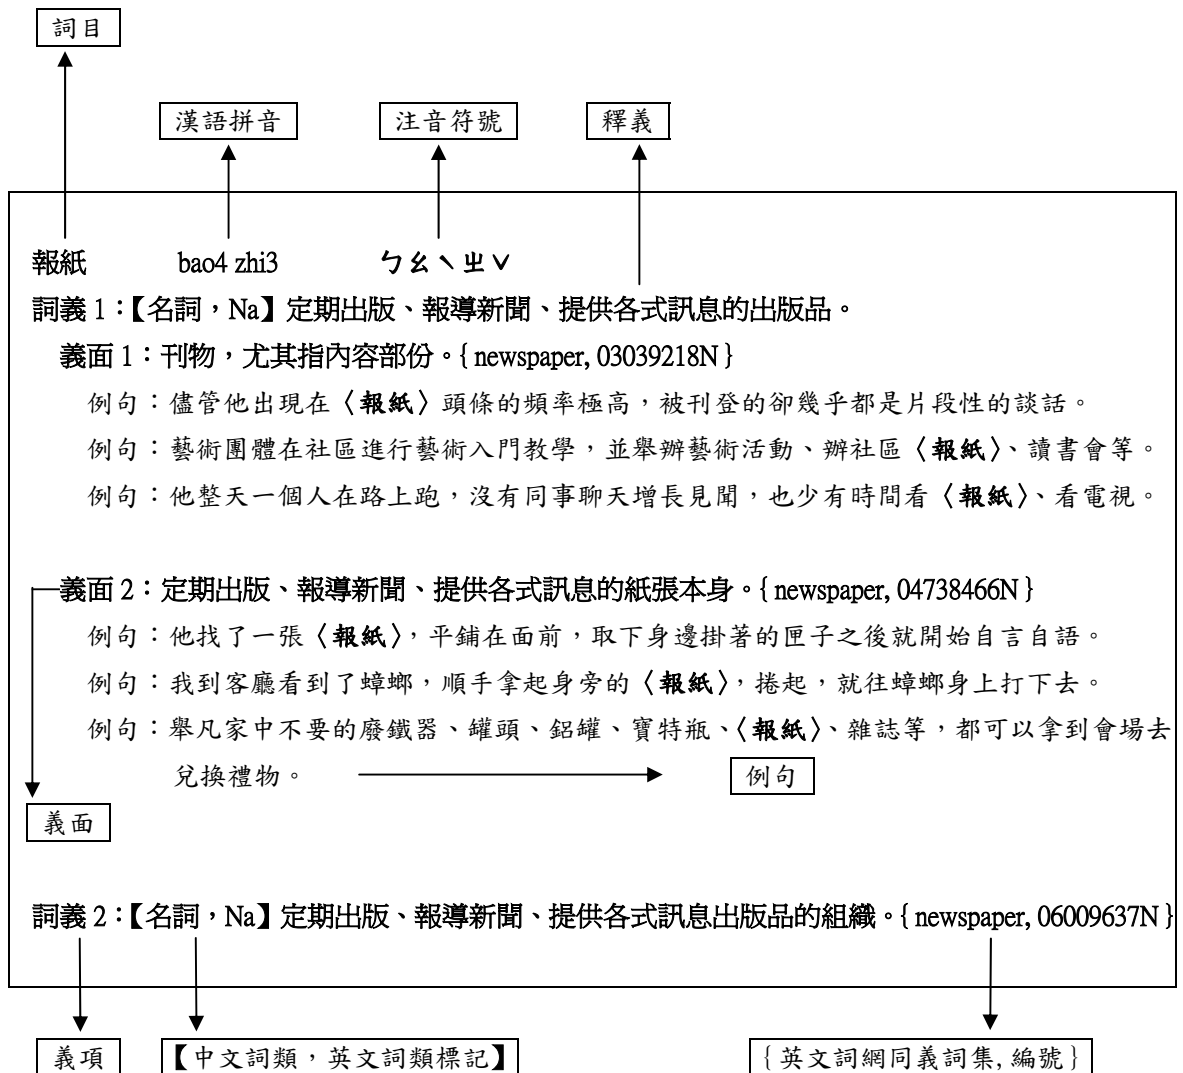 詞目
漢語拼音 注音符號 釋義
報紙 bao4 zhi3 ㄅㄠˋㄓˇ
詞義 1：【名詞，Na】定期出版、報導新聞、提供各式訊息的出版品。
義面 1：刊物，尤其指內容部份。{ newspaper, 03039218N }
例句：儘管他出現在〈報紙〉頭條的頻率極高，被刊登的卻幾乎都是片段性的談話。
例句：藝術團體在社區進行藝術入門教學，並舉辦藝術活動、辦社區〈報紙〉、讀書會等。
例句：他整天一個人在路上跑，沒有同事聊天增長見聞，也少有時間看〈報紙〉、看電視。
義面 2：定期出版、報導新聞、提供各式訊息的紙張本身。{ newspaper, 04738466N }
例句：他找了一張〈報紙〉，平鋪在面前，取下身邊掛著的匣子之後就開始自言自語。
例句：我到客廳看到了蟑螂，順手拿起身旁的〈報紙〉，捲起，就往蟑螂身上打下去。
例句：舉凡家中不要的廢鐵器、罐頭、鋁罐、寶特瓶、〈報紙〉、雜誌等，都可以拿到會場去
兌換禮物。 例句
義面
詞義 2：【名詞，Na】定期出版、報導新聞、提供各式訊息出版品的組織。{ newspaper, 06009637N }
義項 【中文詞類，英文詞類標記】 {英文詞網同義詞集, 編號}